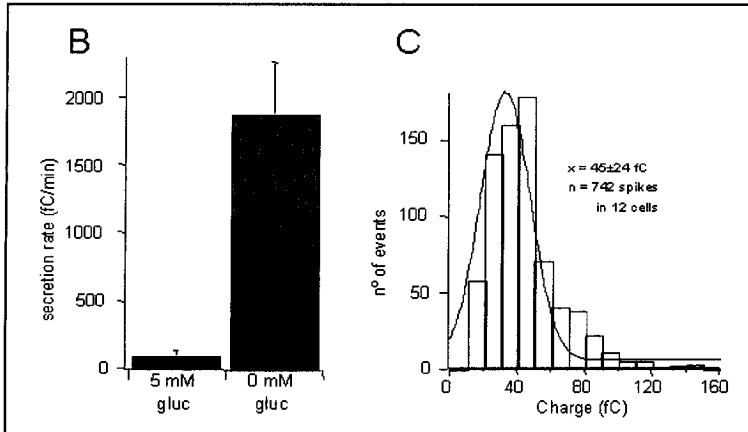 B
secretion rate (fC/min)
2000
1500
1000
500
0
5 mM
gluc
0 mM
gluc
C
nº of events
150
100
50
0
x = 45±24 fC
n = 742 spikes
in 12 cells
0
40
80
120
160
Charge (fC)